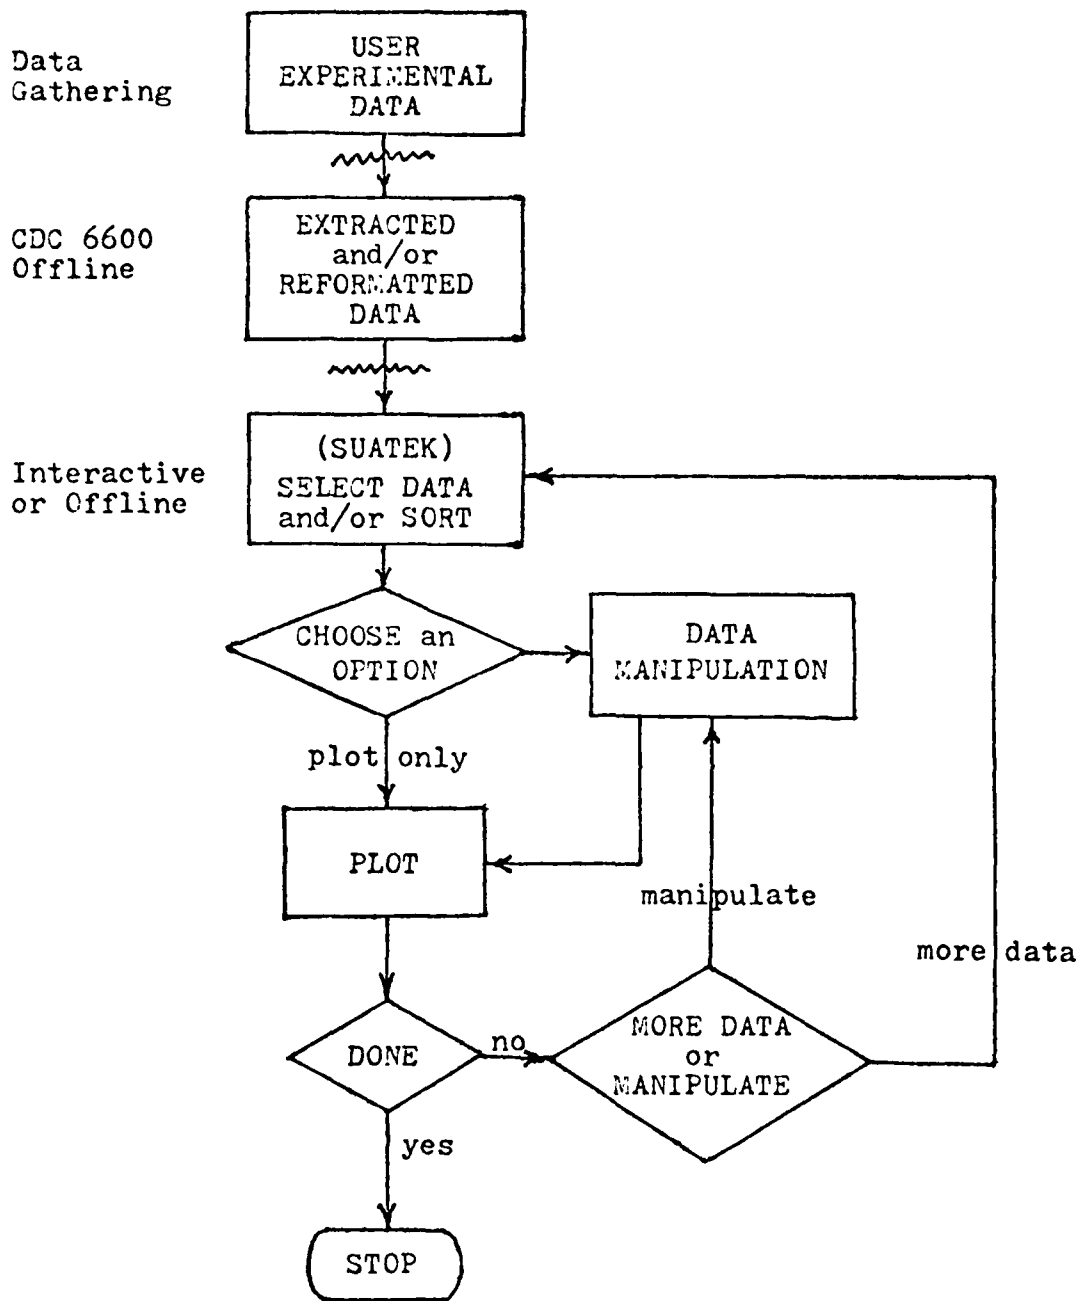 Data
Gathering
USER
EXPERIMENTAL
DATA
CDC 6600
Offline
EXTRACTED
and/or
REFORMATTED
DATA
Interactive
or Offline
(SUATEK)
SELECT DATA
and/or SORT
CHOOSE an
OPTION
DATA
MANIPULATION
plot only
PLOT
manipulate
more data
DONE
no
MORE DATA
or
MANIPULATE
yes
STOP